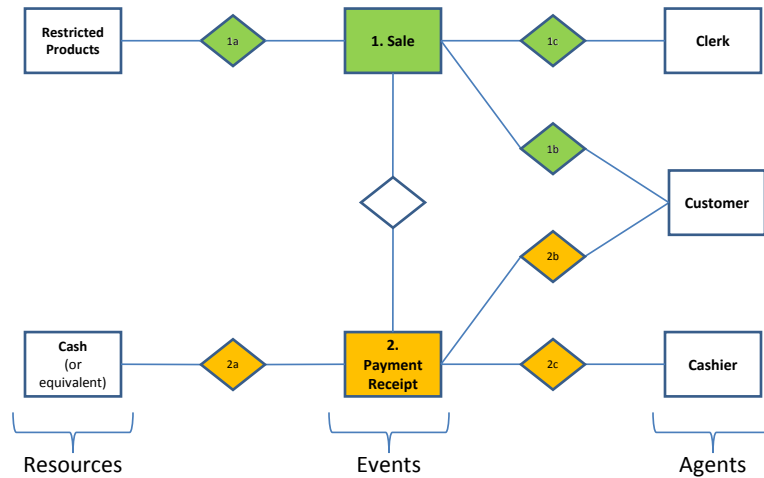 Restricted
Products
1a
1. Sale
1c
Clerk
1b
Customer
2b
Cash
(or
equivalent)
2a
2.
Payment
Receipt
2c
Cashier
Resources
Events
Agents